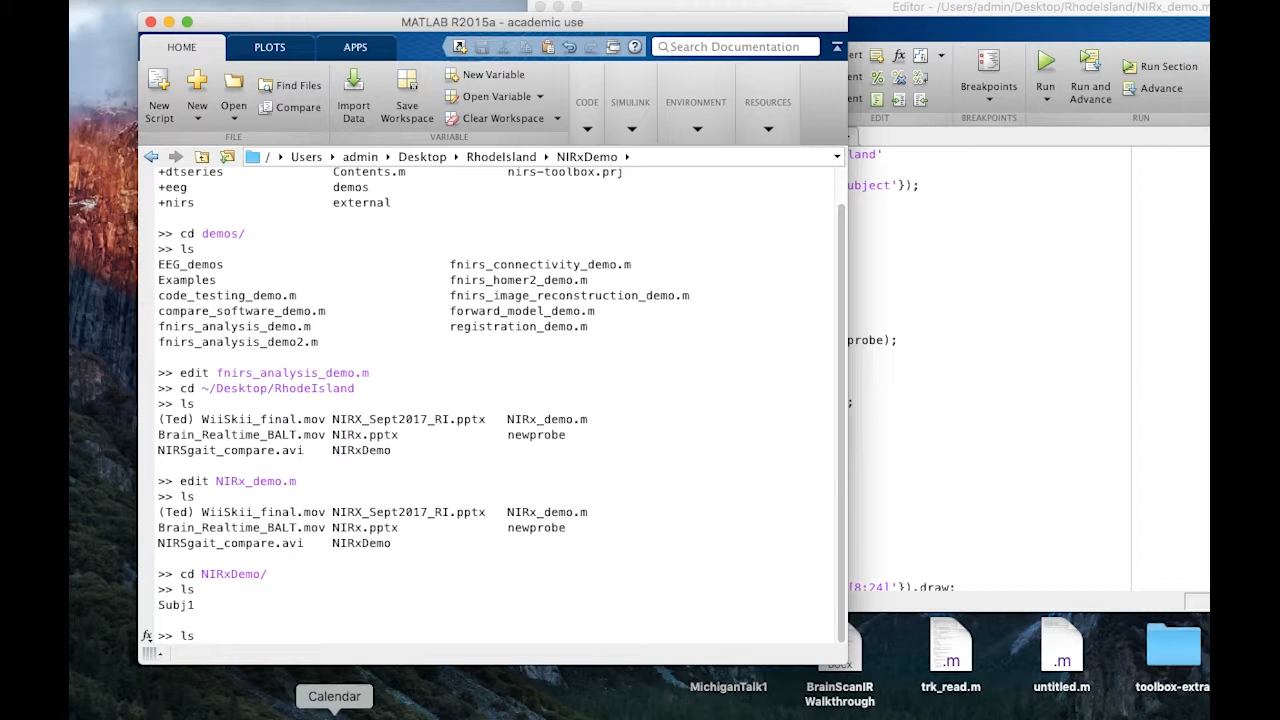 Editor - /Users/admin/Desktop/RhodeIsland/NIRx_demo.m
MATLAB R2015a - academic use
HOME PLOTS APPS
Search Documentation
New Script
New
Open
Find Files
Compare
Import Data
Save Workspace
New Variable
Open Variable
Clear Workspace
CODE
SIMULINK
ENVIRONMENT
RESOURCES
FILE
VARIABLE
Breakpoints
Run
Run and Advance
Run Section
Advance
EDIT
BREAKPOINTS
RUN
/ Users admin Desktop RhodeIsland NIRxDemo
+dtseries Contents.m nirs-toolbox.prj
+eeg demos
+nirs external
>> cd demos/
>> ls
EEG_demos fnirs_connectivity_demo.m
Examples fnirs_homer2_demo.m
code_testing_demo.m fnirs_image_reconstruction_demo.m
compare_software_demo.m forward_model_demo.m
fnirs_analysis_demo.m registration_demo.m
fnirs_analysis_demo2.m
>> edit fnirs_analysis_demo.m
>> cd ~/Desktop/RhodeIsland
>> ls
(Ted) WiiSkii_final.mov NIRX_Sept2017_RI.pptx NIRx_demo.m
Brain_Realtime_BALT.mov NIRx.pptx newprobe
NIRSgait_compare.avi NIRxDemo
>> edit NIRx_demo.m
>> ls
(Ted) WiiSkii_final.mov NIRX_Sept2017_RI.pptx NIRx_demo.m
Brain_Realtime_BALT.mov NIRx.pptx newprobe
NIRSgait_compare.avi NIRxDemo
>> cd NIRxDemo/
>> ls
Subj1
fx >> ls
land'
ubject'});
probe);
;
[8:24]'}).draw;
.m
.m
MichiganTalk1
BrainScanIR Walkthrough
trk_read.m
untitled.m
toolbox-extra
Calendar